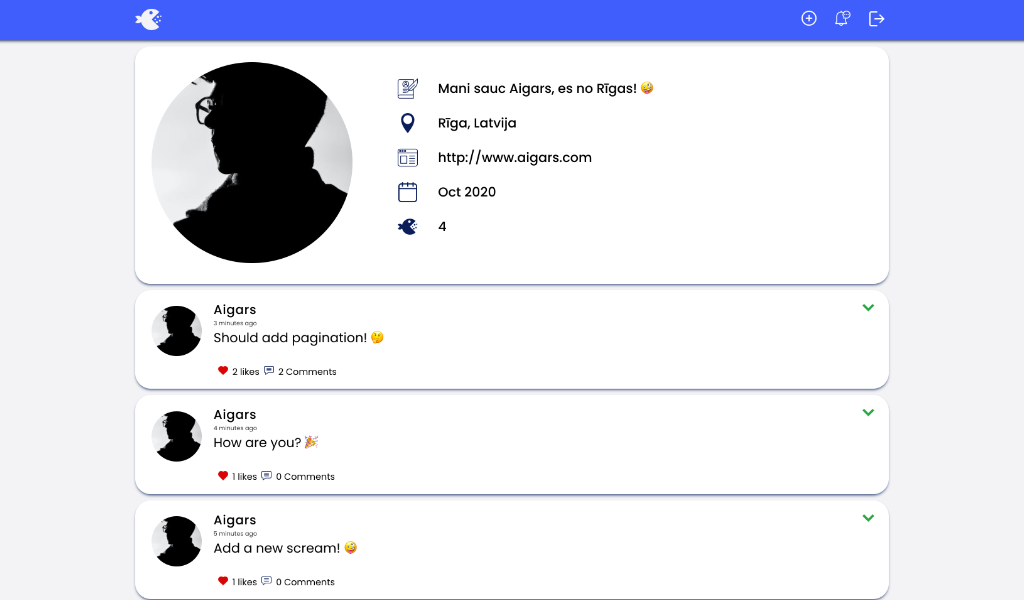 Mani sauc Aigars, es no Rīgas! 🤪
Rīga, Latvija
http://www.aigars.com
Oct 2020
4
Aigars
3 minutes ago
Should add pagination! 🤔
2 likes 2 Comments
Aigars
4 minutes ago
How are you? 🎉
1 likes 0 Comments
Aigars
5 minutes ago
Add a new scream! 🤪
1 likes 0 Comments